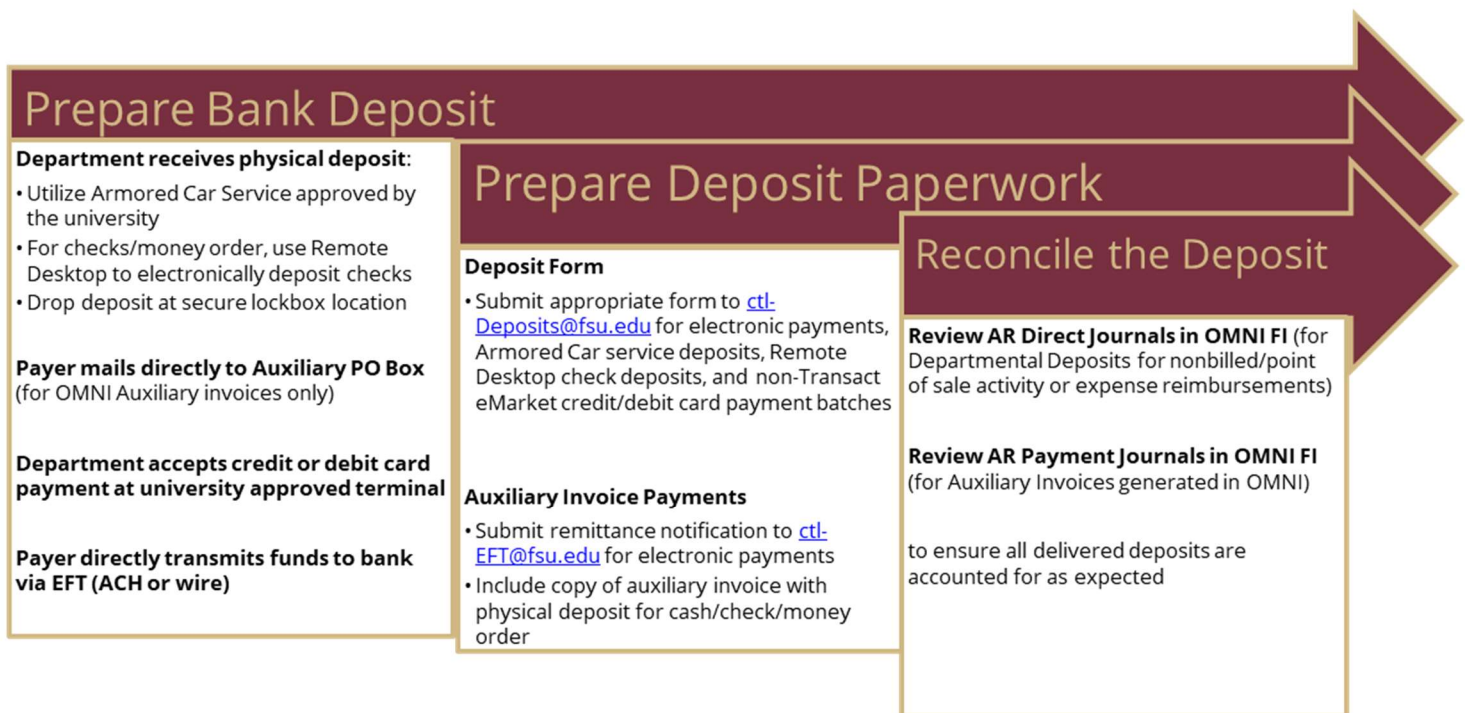 Prepare Bank Deposit
Department receives physical deposit:
• Utilize Armored Car Service approved by
the university
• For checks/money order, use Remote
Desktop to electronically deposit checks
• Drop deposit at secure lockbox location
Payer mails directly to Auxiliary PO Box
(for OMNI Auxiliary invoices only)
Department accepts credit or debit card
payment at university approved terminal
Payer directly transmits funds to bank
via EFT (ACH or wire)
Prepare Deposit Paperwork
Deposit Form
• Submit appropriate form to ctl-
Deposits@fsu.edu for electronic payments,
Armored Car service deposits, Remote
Desktop check deposits, and non-Transact
eMarket credit/debit card payment batches
Auxiliary Invoice Payments
• Submit remittance notification to ctl-
EFT@fsu.edu for electronic payments
• Include copy of auxiliary invoice with
physical deposit for cash/check/money
order
Reconcile the Deposit
Review AR Direct Journals in OMNI FI (for
Departmental Deposits for nonbilled/point
of sale activity or expense reimbursements)
Review AR Payment Journals in OMNI FI
(for Auxiliary Invoices generated in OMNI)
to ensure all delivered deposits are
accounted for as expected